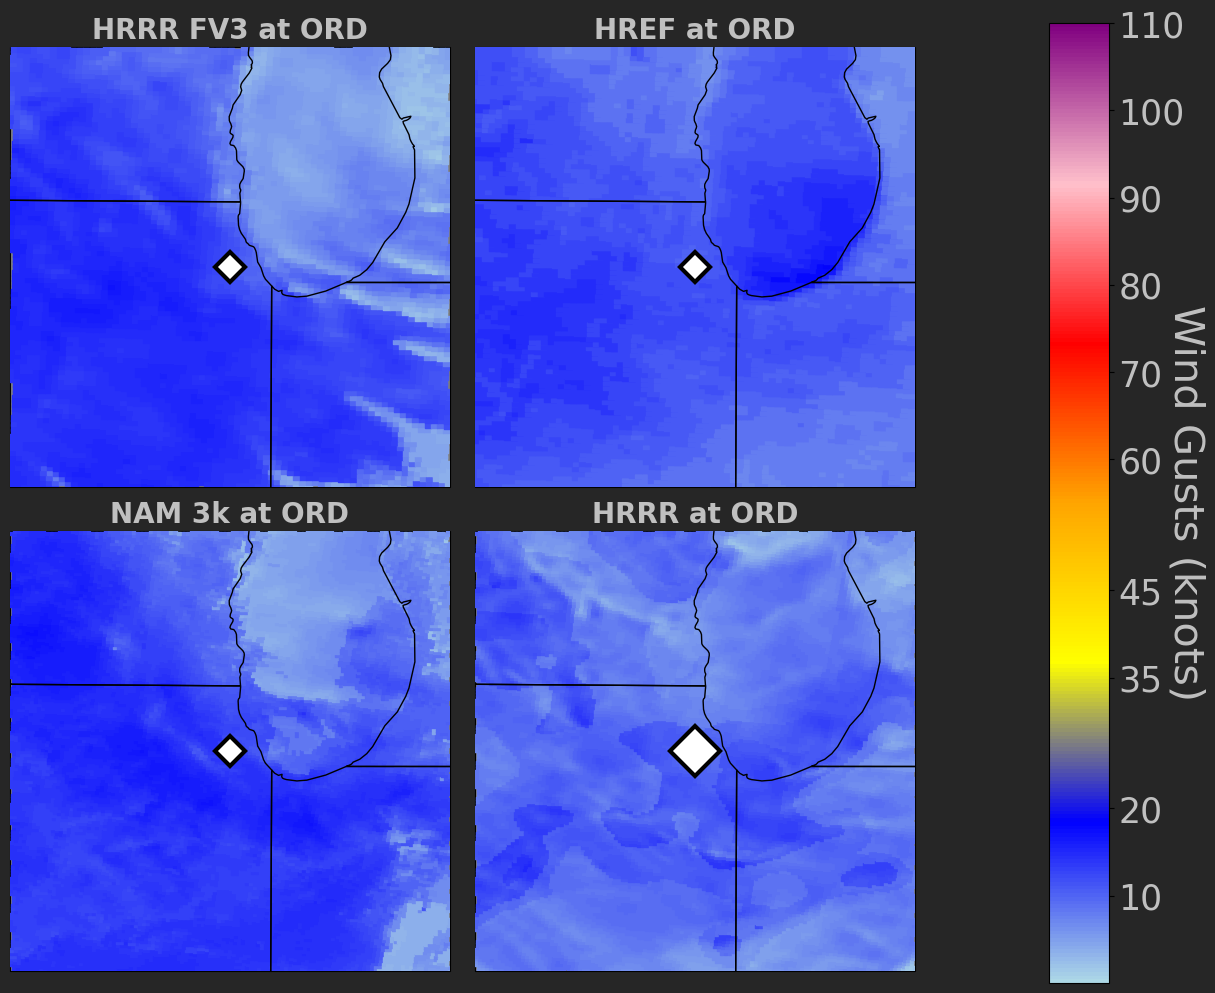 HRRR FV3 at ORD
HREF at ORD
NAM 3k at ORD
HRRR at ORD
110
100
90
80
70
60
45
35
20
10
Wind Gusts (knots)